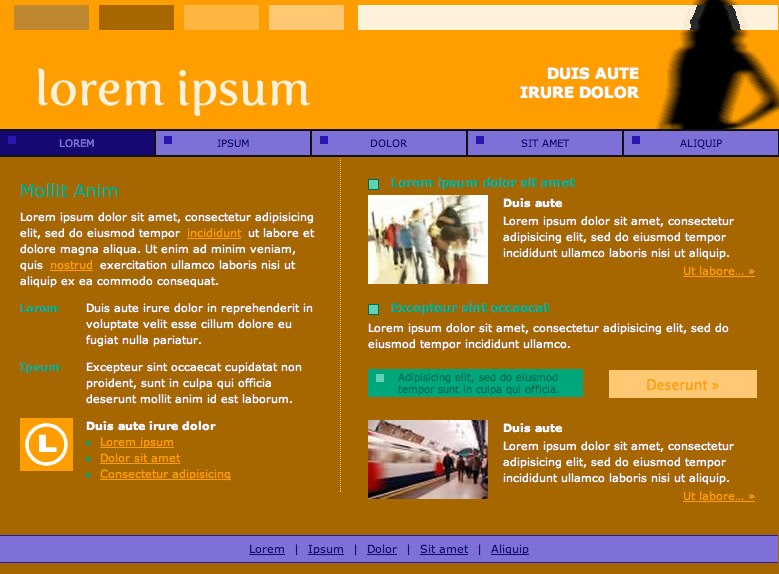 lorem ipsum
DUIS AUTE
IRURE DOLOR
LOREM
IPSUM
DOLOR
SIT AMET
ALIQUIP
Mollit Anim
Lorem ipsum dolor sit amet, consectetur adipisicing
elit, sed do eiusmod tempor incididunt ut labore et
dolore magna aliqua. Ut enim ad minim veniam,
quis nostrud exercitation ullamco laboris nisi ut
aliquip ex ea commodo consequat.
Lorem
Duis aute irure dolor in reprehenderit in
voluptate velit esse cillum dolore eu
fugiat nulla pariatur.
Ipsum
Excepteur sint occaecat cupidatat non
proident, sunt in culpa qui officia
deserunt mollit anim id est laborum.
L
Duis aute irure dolor
Lorem ipsum
Dolor sit amet
Consectetur adipisicing
Lorem ipsum dolor sit amet
Duis aute
Lorem ipsum dolor sit amet, consectetur
adipisicing elit, sed do eiusmod tempor
incididunt ullamco laboris nisi ut aliquip.
Ut labore... »
Excepteur sint occaecat
Lorem ipsum dolor sit amet, consectetur adipisicing elit, sed do
eiusmod tempor incididunt ullamco.
Adipisicing elit, sed do eiusmod
tempor sunt in culpa qui officia.
Deserunt »
Duis aute
Lorem ipsum dolor sit amet, consectetur
adipisicing elit, sed do eiusmod tempor
incididunt ullamco laboris nisi ut aliquip.
Ut labore... »
Lorem | Ipsum | Dolor | Sit amet | Aliquip